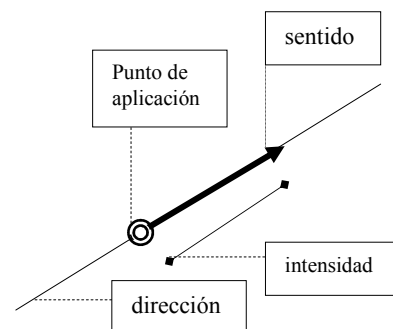 sentido
Punto de
aplicación
intensidad
dirección